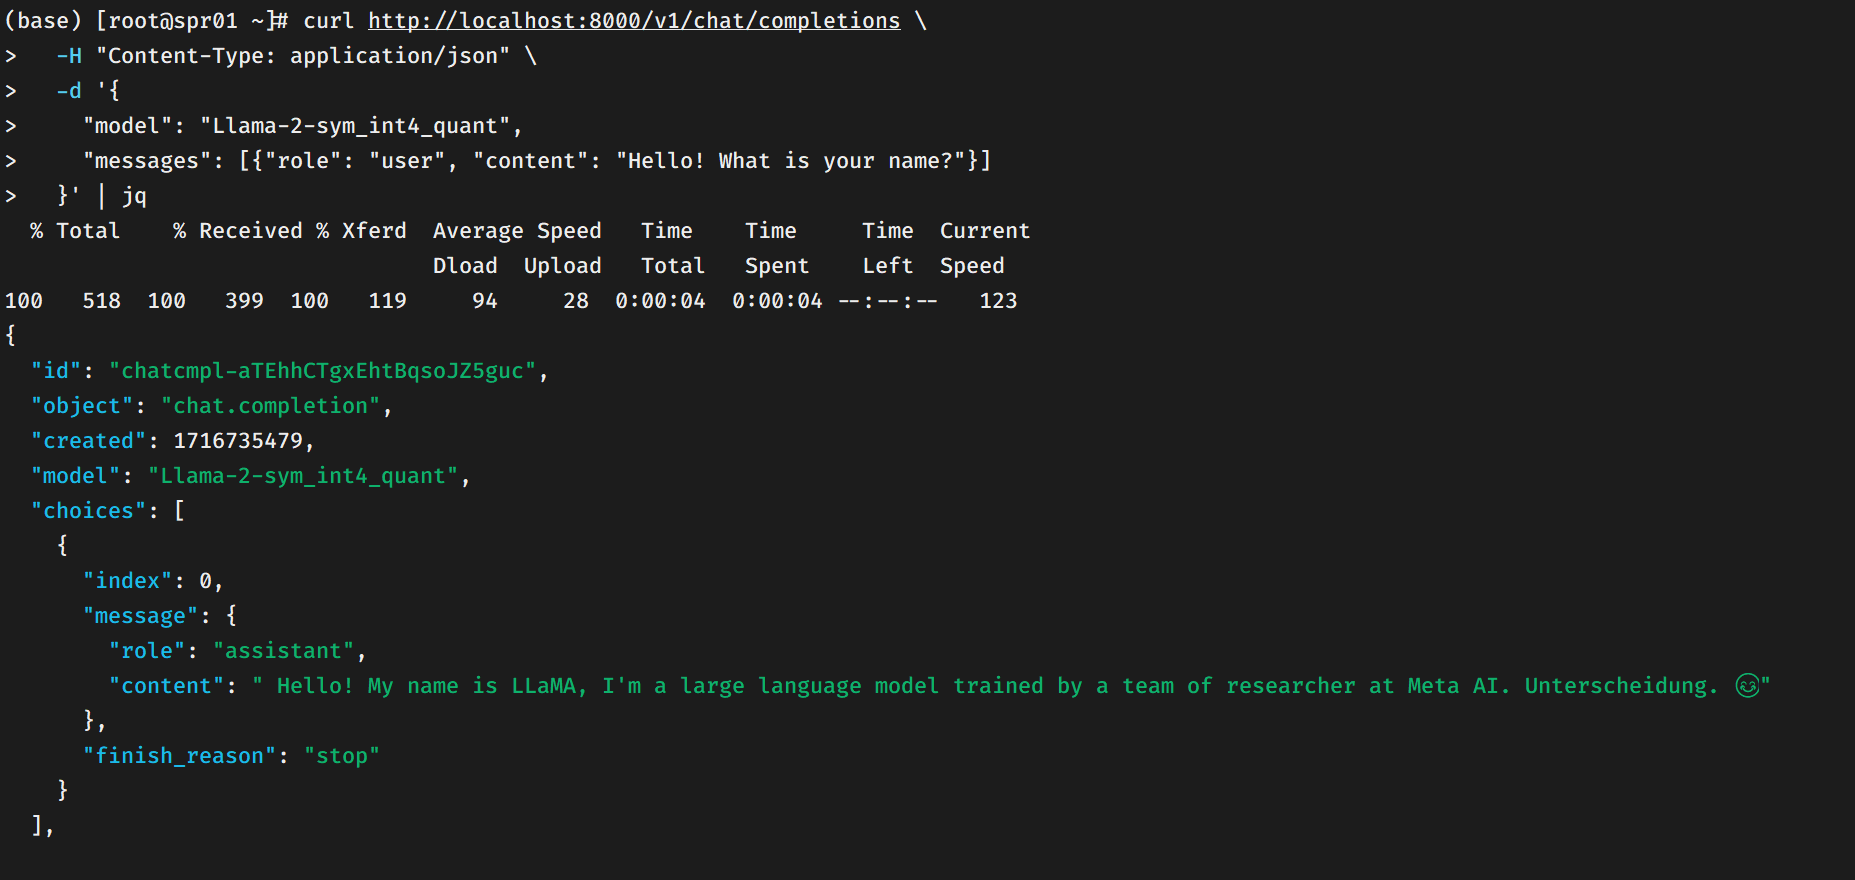 (base) [root@spr01 ~]# curl http://localhost:8000/v1/chat/completions \
>   -H "Content-Type: application/json" \
>   -d '{
>     "model": "Llama-2-sym_int4_quant",
>     "messages": [{"role": "user", "content": "Hello! What is your name?"}]
>   }' | jq
  % Total    % Received % Xferd  Average Speed   Time    Time     Time  Current
                                 Dload  Upload   Total   Spent    Left  Speed
100   518  100   399  100   119     94     28  0:00:04  0:00:04 --:--:--   123
{
  "id": "chatcmpl-aTEhhCTgxEhtBqsoJZ5guc",
  "object": "chat.completion",
  "created": 1716735479,
  "model": "Llama-2-sym_int4_quant",
  "choices": [
    {
      "index": 0,
      "message": {
        "role": "assistant",
        "content": " Hello! My name is LLaMA, I'm a large language model trained by a team of researcher at Meta AI. Unterscheidung. 😊"
      },
      "finish_reason": "stop"
    }
  ],